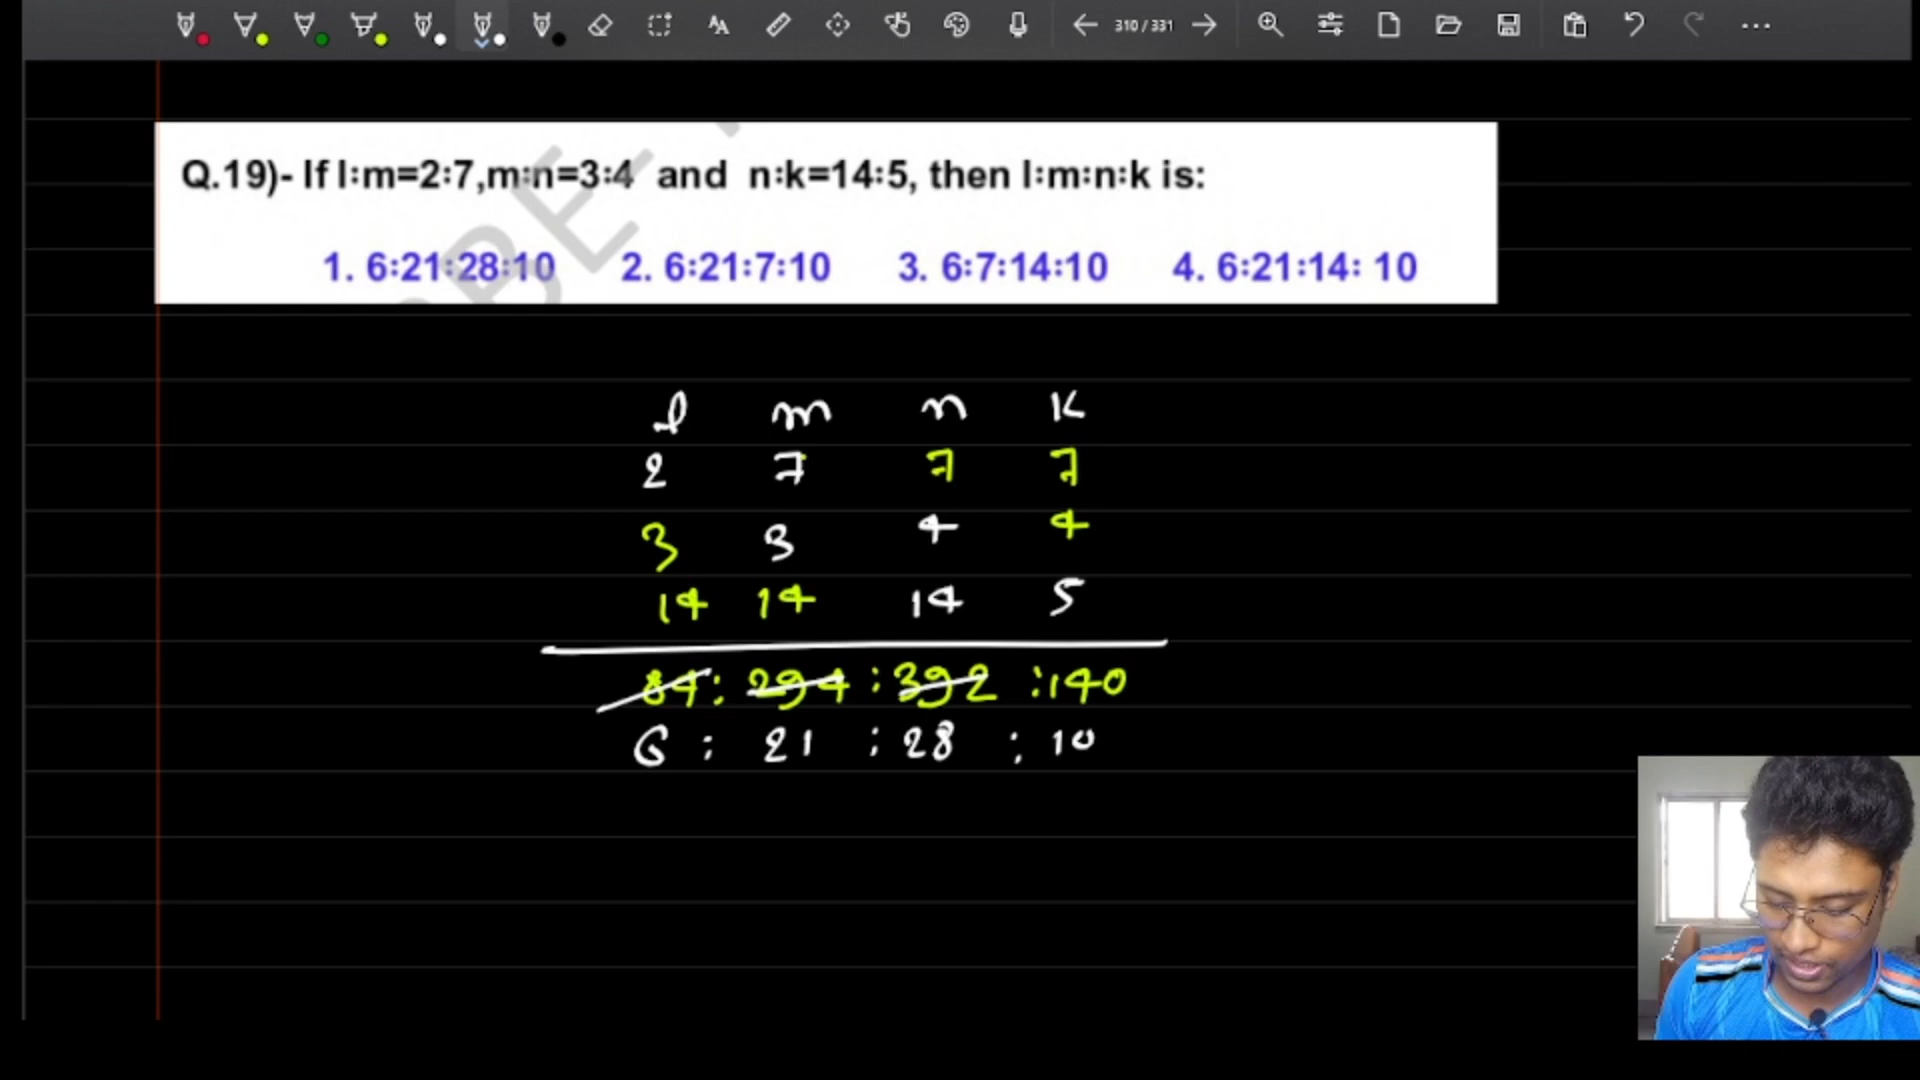 310 / 331
Q.19)- If l:m=2:7,m:n=3:4 and n:k=14:5, then l:m:n:k is:
1. 6:21:28:10 2. 6:21:7:10 3. 6:7:14:10 4. 6:21:14: 10
l m n K
2 7 7 7
3 3 4 4
14 14 14 5
84 : 294 : 392 : 140
6 : 21 : 28 : 10